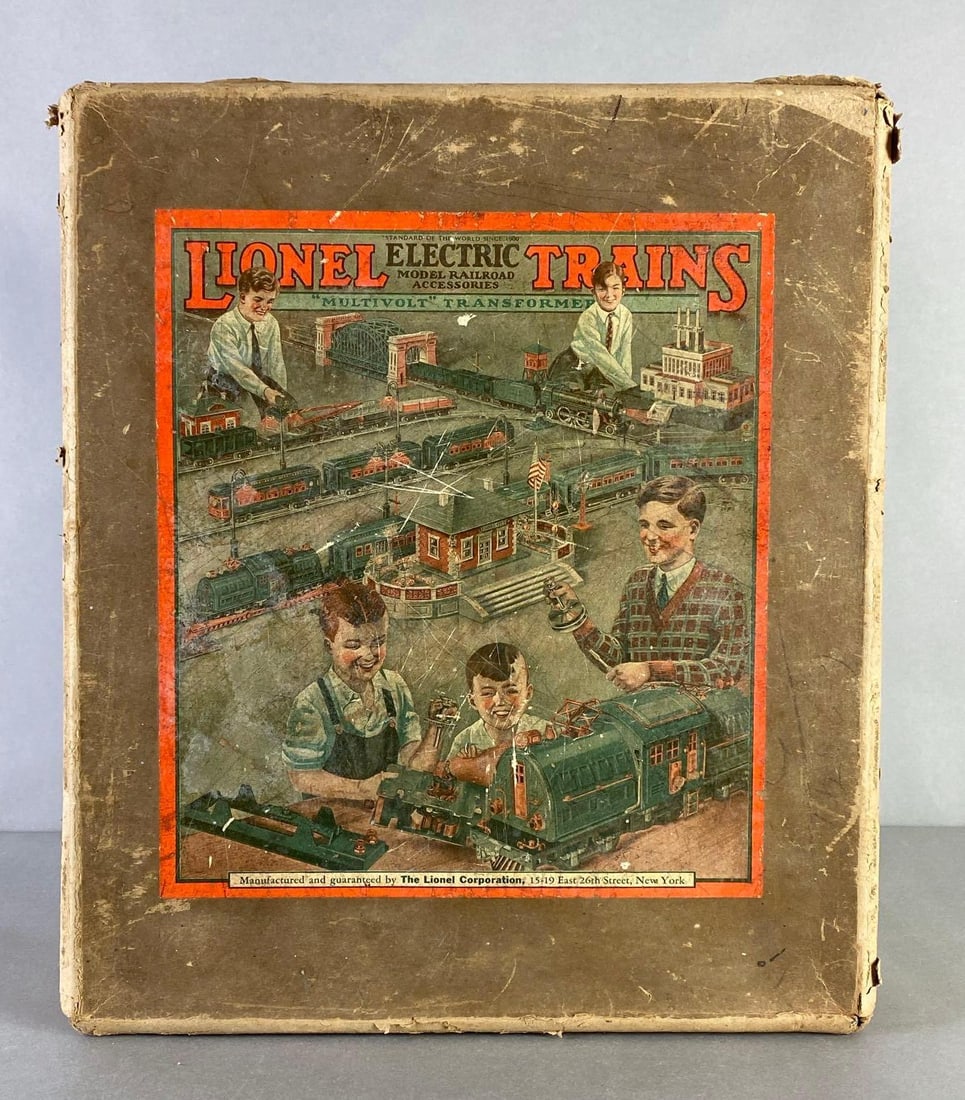 "STANDARD OF THE WORLD SINCE 1900"
LIONEL ELECTRIC TRAINS
MODEL RAILROAD
ACCESSORIES
"MULTIVOLT" TRANSFORMER
Manufactured and guaranteed by The Lionel Corporation, 15-19 East 26th Street, New York